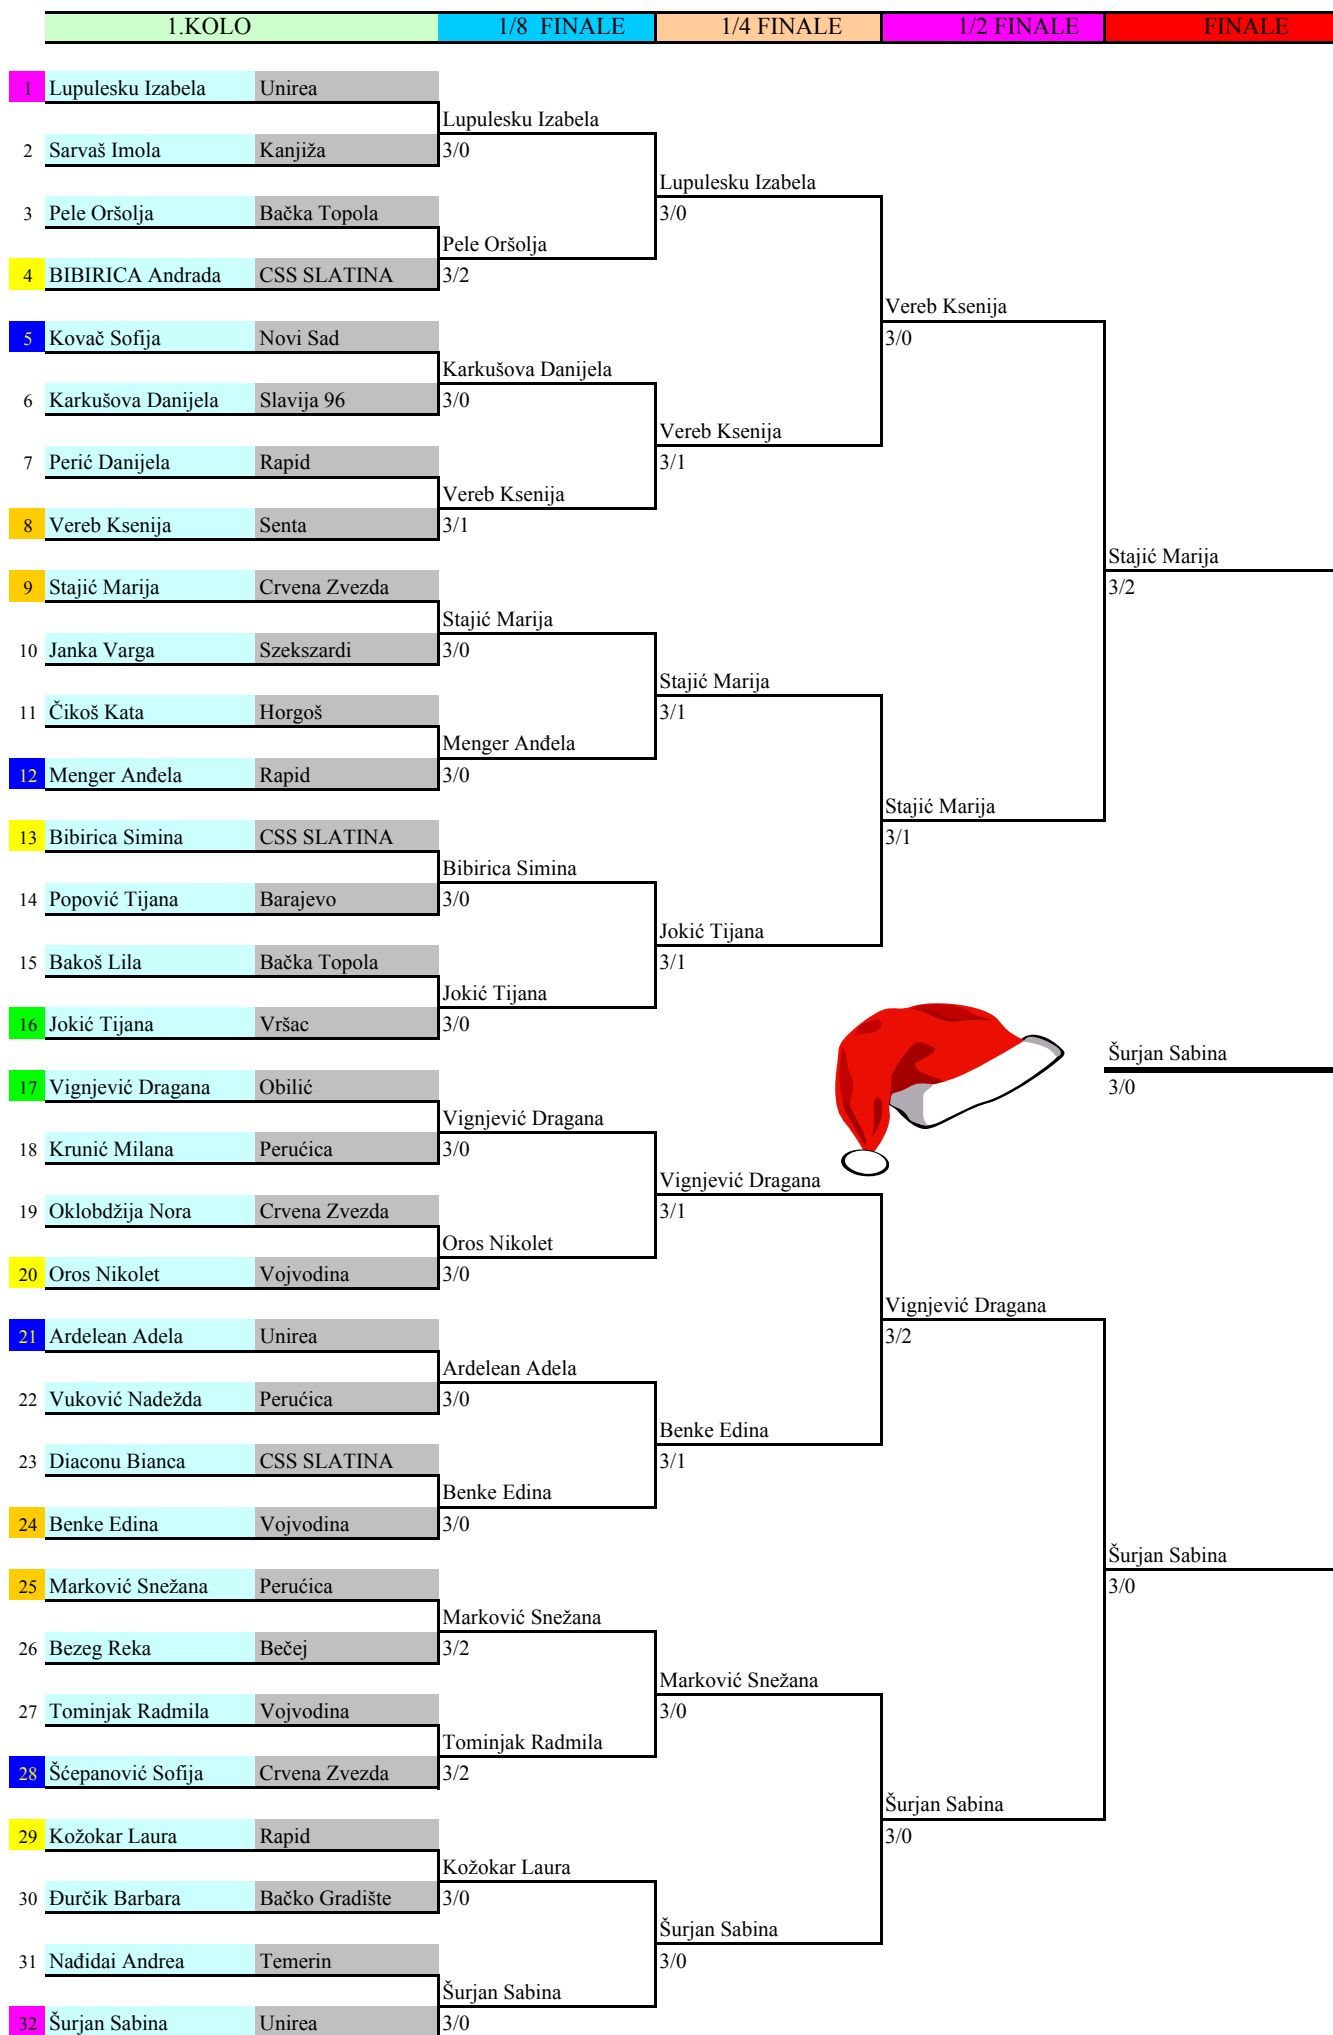 1.KOLO 1/8 FINALE 1/4 FINALE 1/2 FINALE FINALE
1 Lupulesku Izabela Unirea
Lupulesku Izabela
2 Sarvaš Imola Kanjiža 3/0
Lupulesku Izabela
3 Pele Oršolja Bačka Topola 3/0
Pele Oršolja
4 BIBIRICA Andrada CSS SLATINA 3/2
Vereb Ksenija
5 Kovač Sofija Novi Sad 3/0
Karkušova Danijela
6 Karkušova Danijela Slavija 96 3/0
Vereb Ksenija
7 Perić Danijela Rapid 3/1
Vereb Ksenija
8 Vereb Ksenija Senta 3/1
Stajić Marija
9 Stajić Marija Crvena Zvezda 3/2
Stajić Marija
10 Janka Varga Szekszardi 3/0
Stajić Marija
11 Čikoš Kata Horgoš 3/1
Menger Anđela
12 Menger Anđela Rapid 3/0
Stajić Marija
13 Bibirica Simina CSS SLATINA 3/1
Bibirica Simina
14 Popović Tijana Barajevo 3/0
Jokić Tijana
15 Bakoš Lila Bačka Topola 3/1
Jokić Tijana
16 Jokić Tijana Vršac 3/0
Šurjan Sabina
17 Vignjević Dragana Obilić 3/0
Vignjević Dragana
18 Krunić Milana Perućica 3/0
Vignjević Dragana
19 Oklobdžija Nora Crvena Zvezda 3/1
Oros Nikolet
20 Oros Nikolet Vojvodina 3/0
Vignjević Dragana
21 Ardelean Adela Unirea 3/2
Ardelean Adela
22 Vuković Nadežda Perućica 3/0
Benke Edina
23 Diaconu Bianca CSS SLATINA 3/1
Benke Edina
24 Benke Edina Vojvodina 3/0
Šurjan Sabina
25 Marković Snežana Perućica 3/0
Marković Snežana
26 Bezeg Reka Bečej 3/2
Marković Snežana
27 Tominjak Radmila Vojvodina 3/0
Tominjak Radmila
28 Šćepanović Sofija Crvena Zvezda 3/2
Šurjan Sabina
29 Kožokar Laura Rapid 3/0
Kožokar Laura
30 Đurčik Barbara Bačko Gradište 3/0
Šurjan Sabina
31 Nađidai Andrea Temerin 3/0
Šurjan Sabina
32 Šurjan Sabina Unirea 3/0